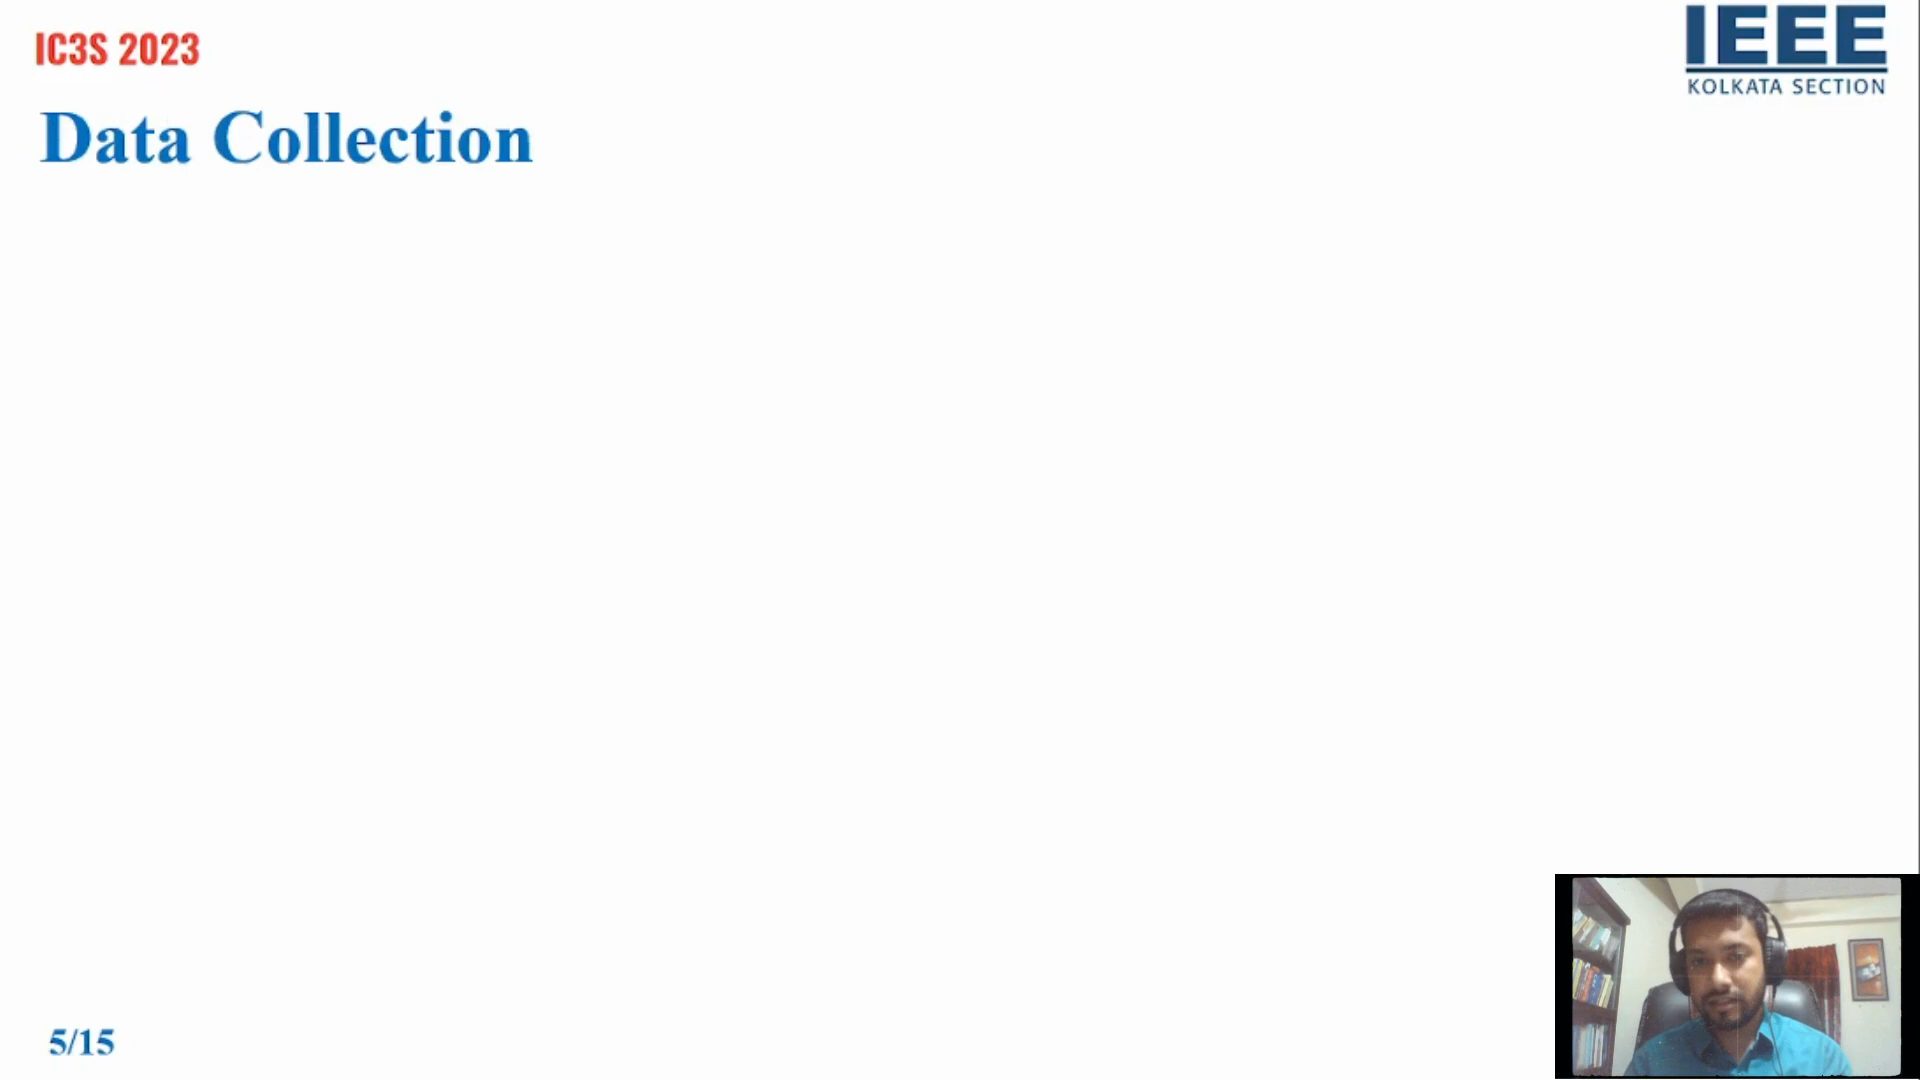 IC3S 2023
IEEE
KOLKATA SECTION
Data Collection
5/15